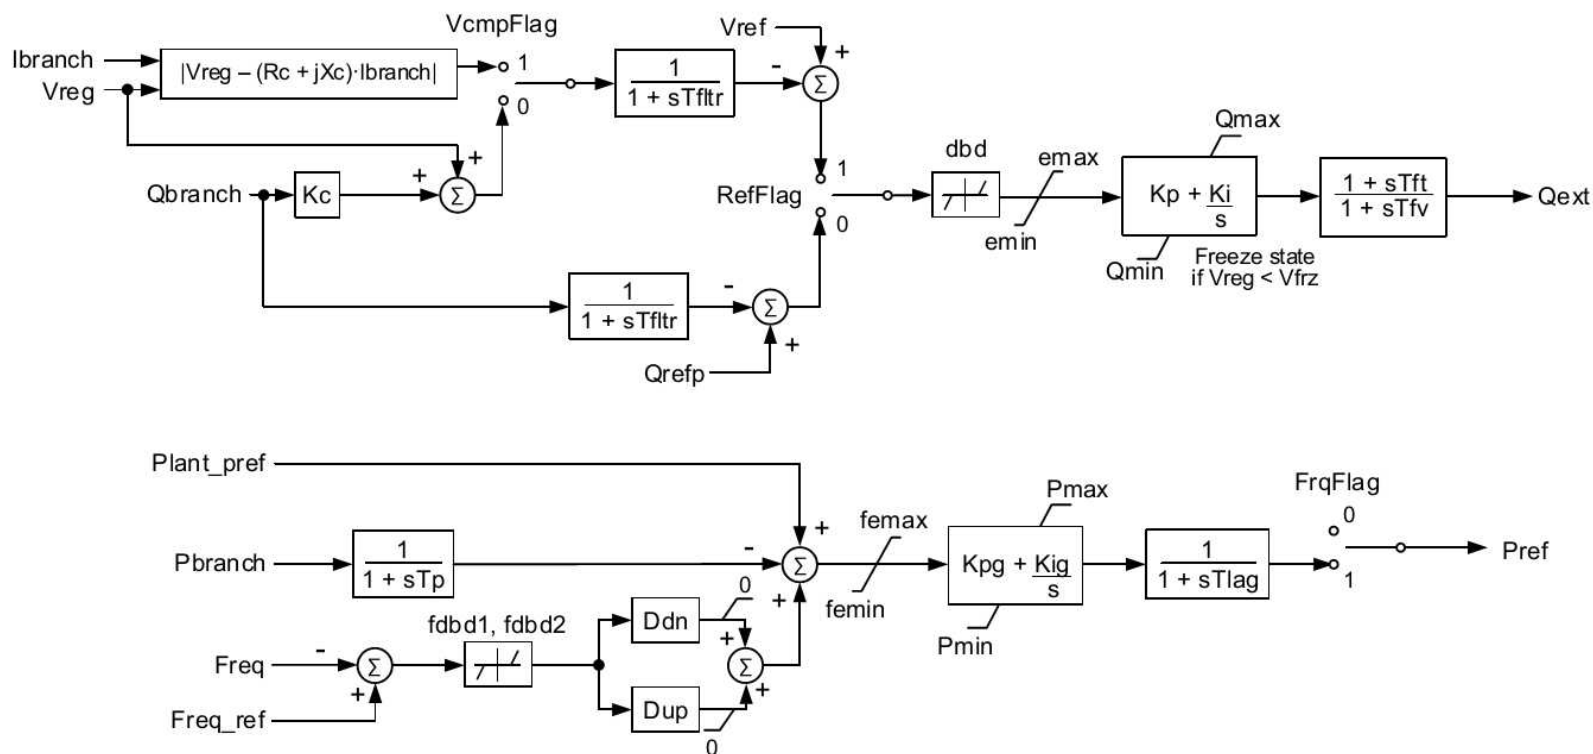 VcmpFlag
Vref
Ibranch
|Vreg – (Rc + jXc)·Ibranch|
1
1
1 + sTfltr
+
-
Σ
Vreg
0
+
Qbranch
Kc
+
Σ
RefFlag
1
0
dbd
emax
emin
Qmax
Kp + Ki
s
Qmin
Freeze state
if Vreg < Vfrz
1 + sTft
1 + sTfv
Qext
1
1 + sTfltr
-
Σ
+
Qrefp
Plant_pref
+
Pbranch
1
1 + sTp
-
Σ
+
femax
femin
Pmax
Kpg + Kig
s
Pmin
1
1 + sTlag
FrqFlag
0
1
Pref
fdbd1, fdbd2
Ddn
0
+
Freq
-
Σ
+
Freq_ref
Σ
+
Dup
0